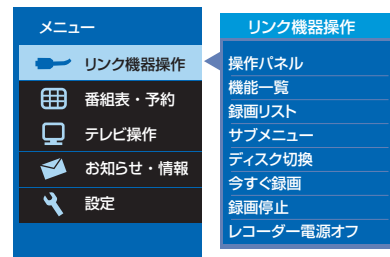 メニュー
リンク機器操作
番組表・予約
テレビ操作
お知らせ・情報
設定
リンク機器操作
操作パネル
機能一覧
録画リスト
サブメニュー
ディスク切換
今すぐ録画
録画停止
レコーダー電源オフ